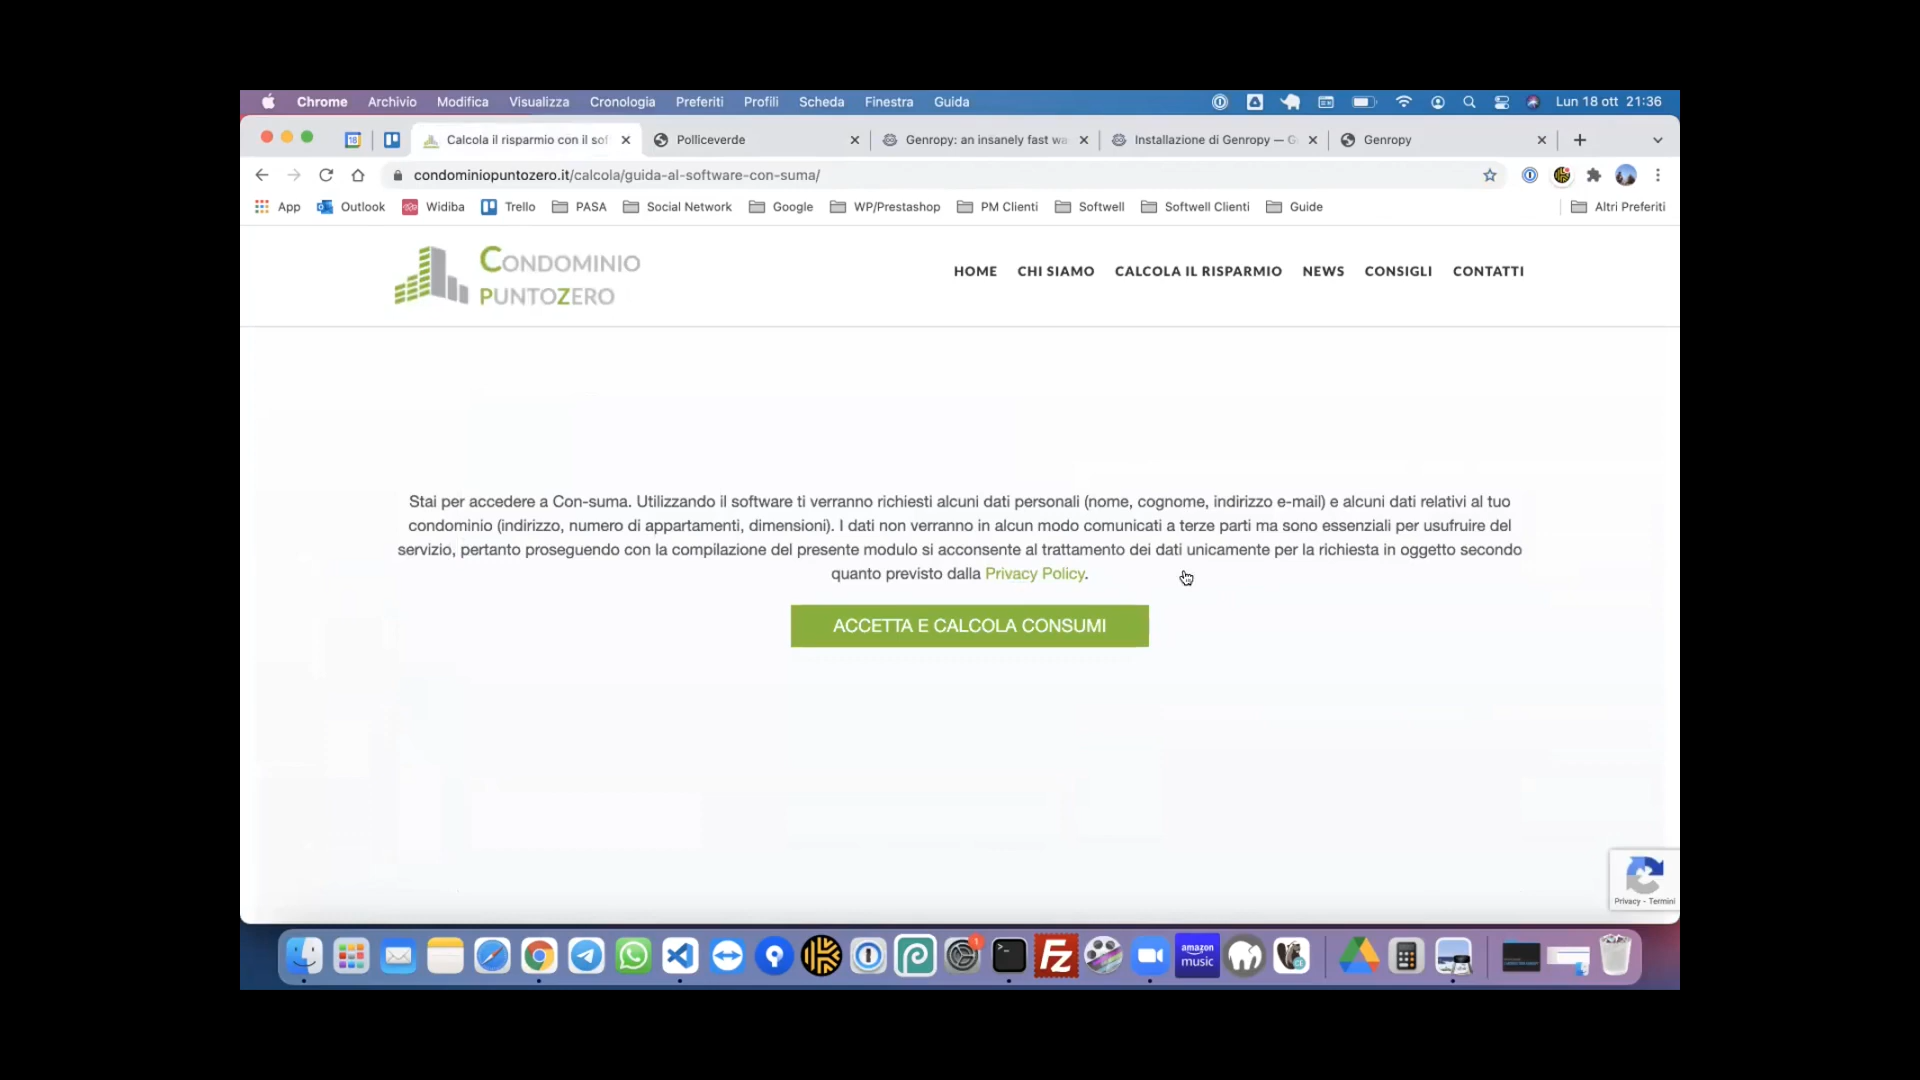 Chrome Archivio Modifica Visualizza Cronologia Preferiti Profili Scheda Finestra Guida Lun 18 ott 21:36
18 Calcola il risparmio con il sof Polliceverde Genropy: an insanely fast wa Installazione di Genropy — G Genropy
condominiopuntozero.it/calcola/guida-al-software-con-suma/
App Outlook Widiba Trello PASA Social Network Google WP/Prestashop PM Clienti Softwell Softwell Clienti Guide Altri Preferiti
CONDOMINIO
PUNTOZERO
HOME CHI SIAMO CALCOLA IL RISPARMIO NEWS CONSIGLI CONTATTI
Stai per accedere a Con-suma. Utilizzando il software ti verranno richiesti alcuni dati personali (nome, cognome, indirizzo e-mail) e alcuni dati relativi al tuo
condominio (indirizzo, numero di appartamenti, dimensioni). I dati non verranno in alcun modo comunicati a terze parti ma sono essenziali per usufruire del
servizio, pertanto proseguendo con la compilazione del presente modulo si acconsente al trattamento dei dati unicamente per la richiesta in oggetto secondo
quanto previsto dalla Privacy Policy.
ACCETTA E CALCOLA CONSUMI
Privacy - Termini
1
Fz
amazon
music